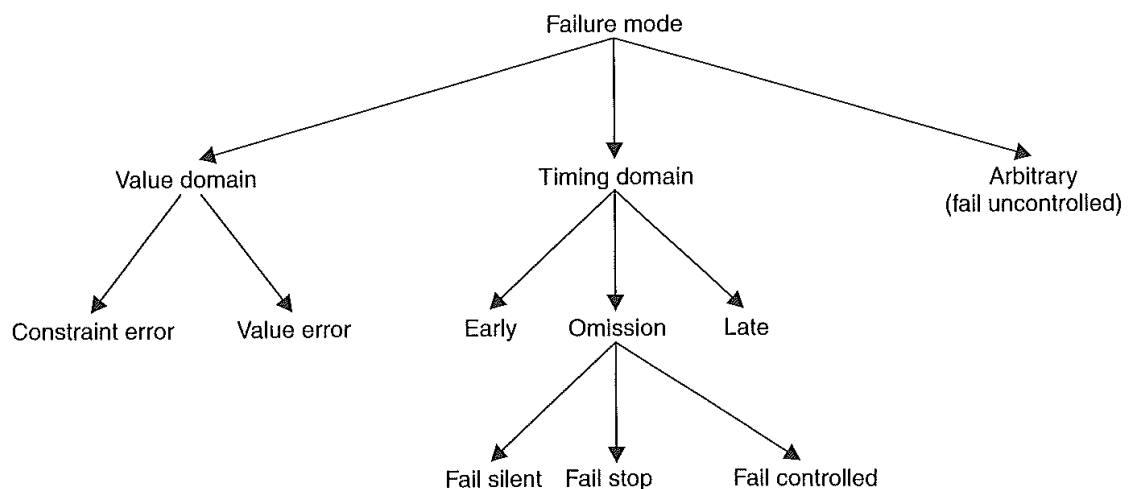 Failure mode
Value domain
Timing domain
Arbitrary
(fail uncontrolled)
Constraint error
Value error
Early
Omission
Late
Fail silent
Fail stop
Fail controlled